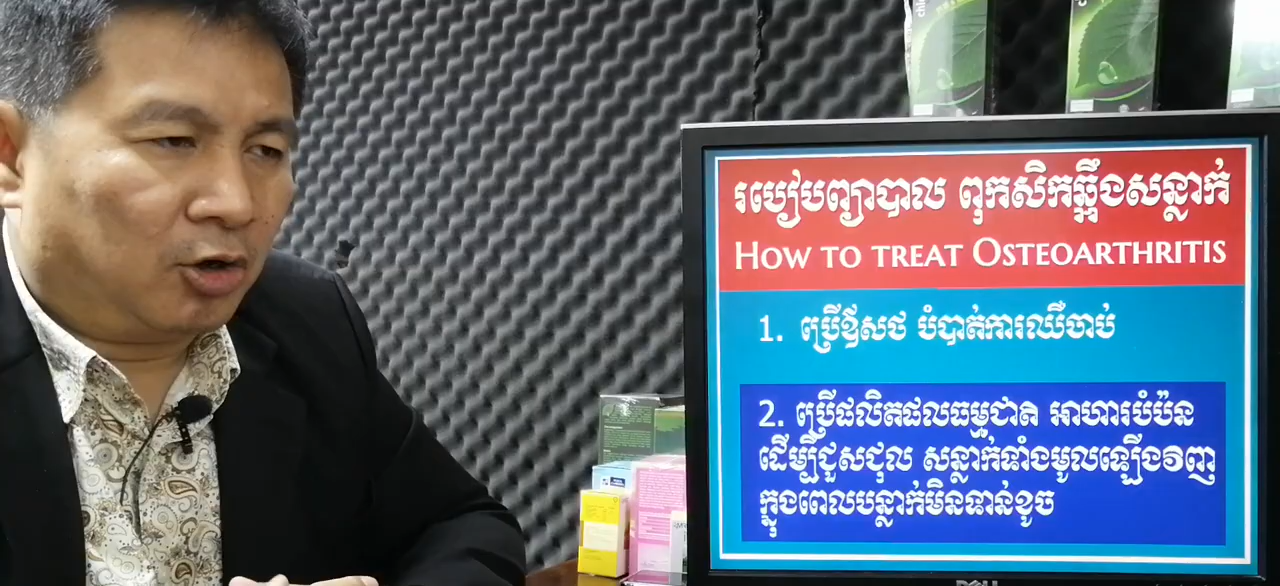 របៀបព្យាបាល ពុកសិកឆ្អឹងសន្លាក់
HOW TO TREAT OSTEOARTHRITIS
1. ប្រើឱសថ បំបាត់ការឈឺចាប់
2. ប្រើផលិតផលធម្មជាតិ អាហារបំប៉ន
ដើម្បីជួសជុល សន្លាក់ទាំងមូលឡើងវិញ
ក្នុងពេលបន្លាក់មិនទាន់ខូច
DELL